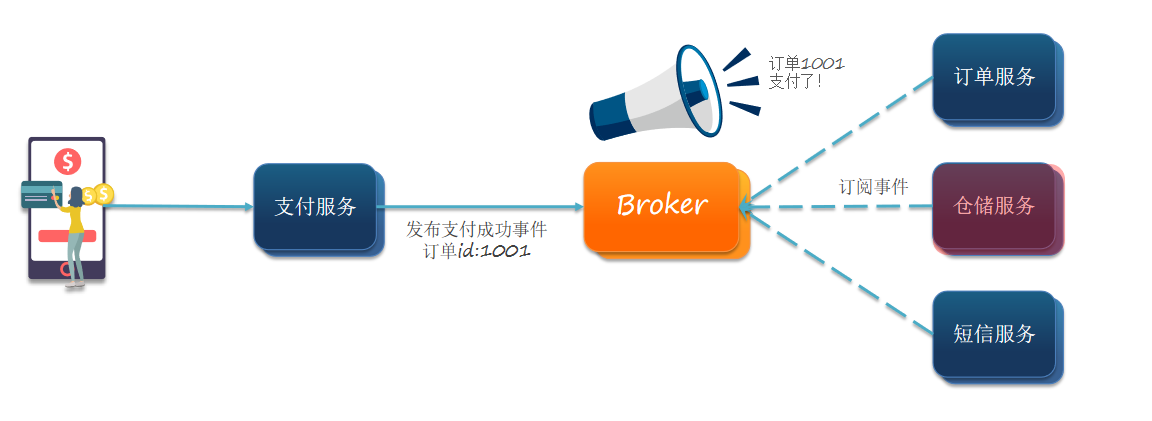 订单1001
支付了!
订单服务
支付服务
发布支付成功事件
订单id:1001
Broker
订阅事件
仓储服务
短信服务